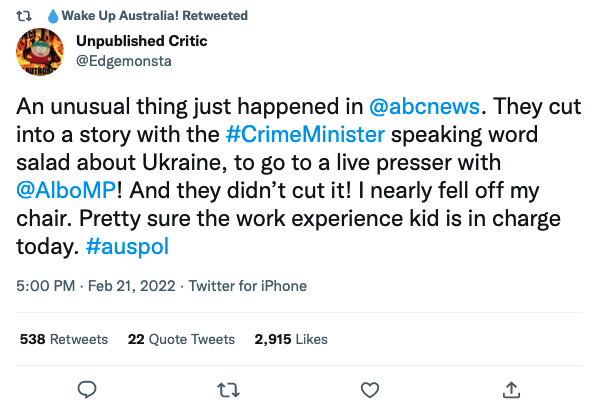 Wake Up Australia! Retweeted
Unpublished Critic
@Edgemonsta
An unusual thing just happened in @abcnews. They cut
into a story with the #CrimeMinister speaking word
salad about Ukraine, to go to a live presser with
@AlboMP! And they didn’t cut it! I nearly fell off my
chair. Pretty sure the work experience kid is in charge
today. #auspol
5:00 PM · Feb 21, 2022 · Twitter for iPhone
538 Retweets 22 Quote Tweets 2,915 Likes